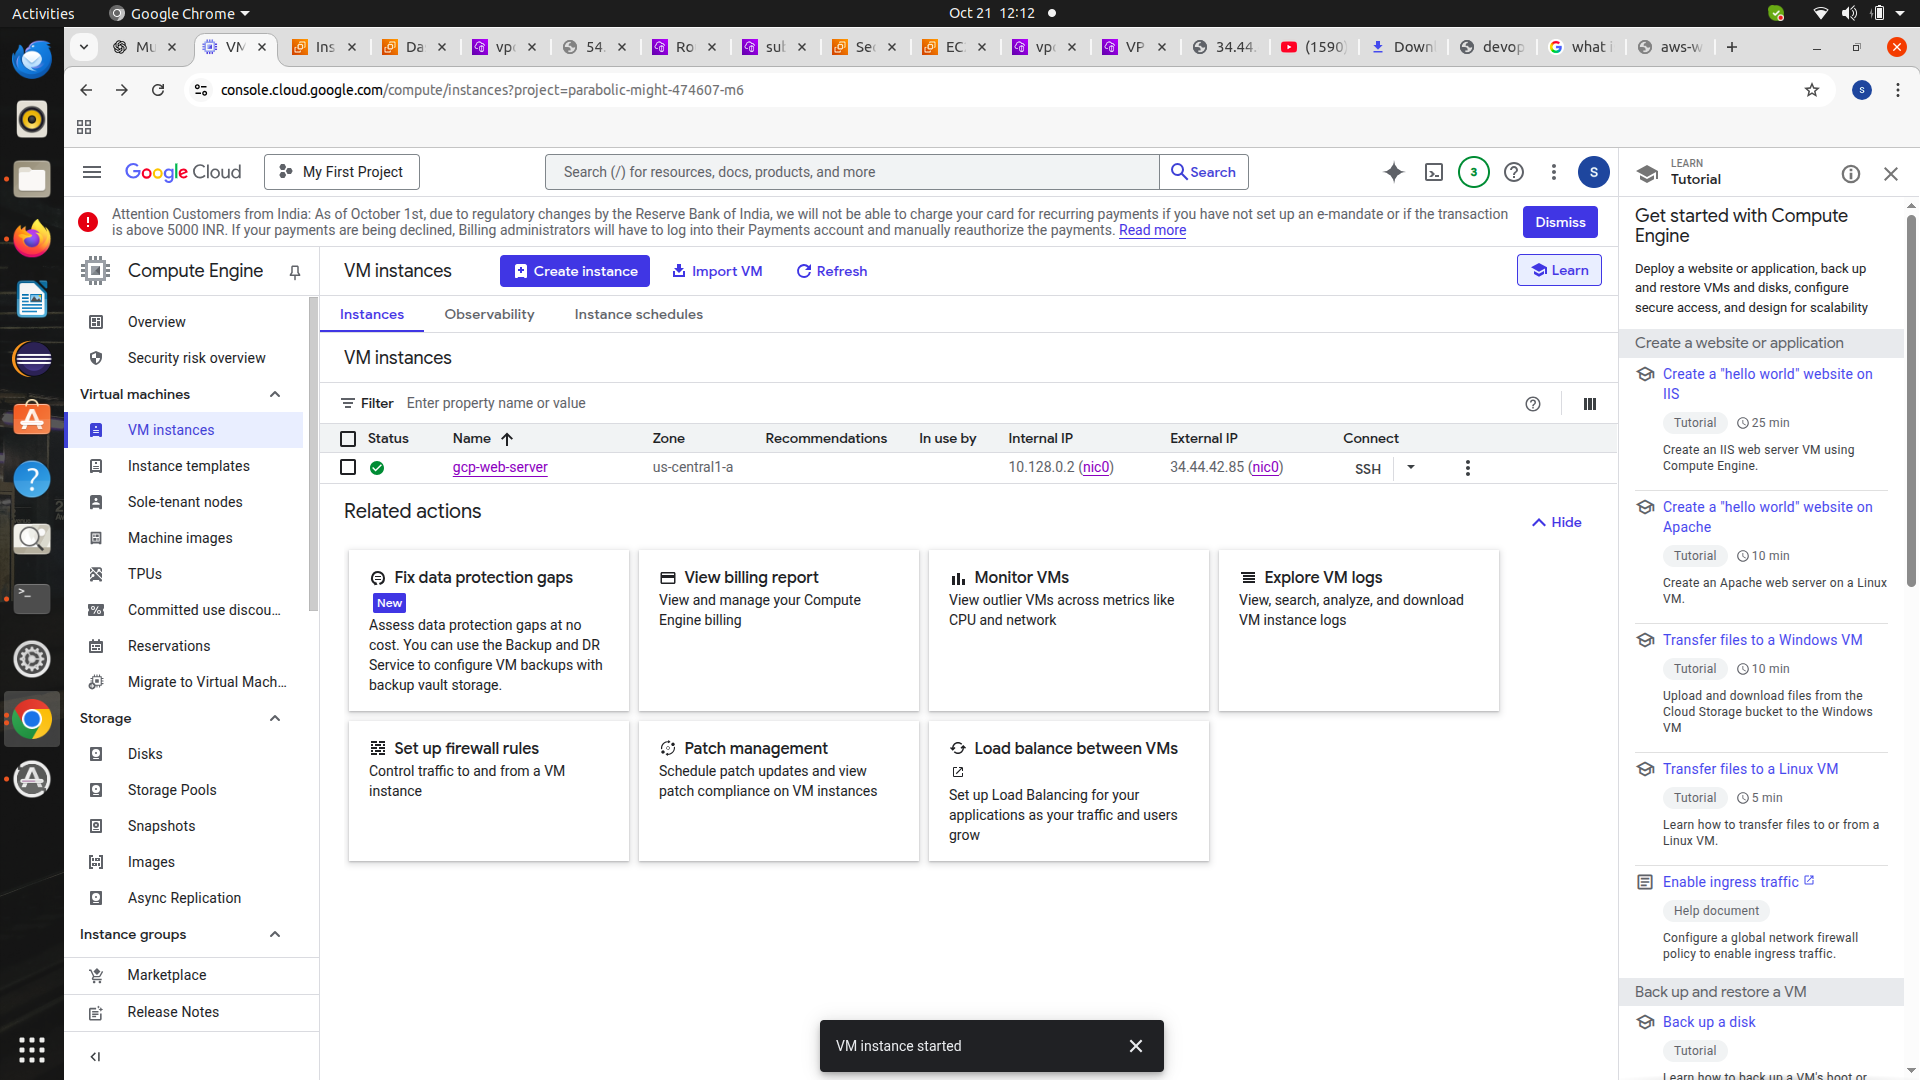 Activities
Google Chrome
Oct 21 12:12
Mu
VM
Ins
Da
vpc
54.
Ro
sub
Sec
EC
vpc
VP
34.44.
(1590)
Downl
devop
what i
aws-w
console.cloud.google.com/compute/instances?project=parabolic-might-474607-m6
S
Google Cloud
My First Project
Search (/) for resources, docs, products, and more
Search
3
S
LEARN
Tutorial
Attention Customers from India: As of October 1st, due to regulatory changes by the Reserve Bank of India, we will not be able to charge your card for recurring payments if you have not set up an e-mandate or if the transaction
is above 5000 INR. If your payments are being declined, Billing administrators will have to log into their Payments account and manually reauthorize the payments. Read more
Dismiss
Compute Engine
Overview
Security risk overview
Virtual machines
VM instances
Instance templates
Sole-tenant nodes
Machine images
TPUs
Committed use discou...
Reservations
Migrate to Virtual Mach...
Storage
Disks
Storage Pools
Snapshots
Images
Async Replication
Instance groups
Marketplace
Release Notes
VM instances
Create instance
Import VM
Refresh
Learn
Instances
Observability
Instance schedules
VM instances
Filter
Enter property name or value
Status
Name
Zone
Recommendations
In use by
Internal IP
External IP
Connect
gcp-web-server
us-central1-a
10.128.0.2 (nic0)
34.44.42.85 (nic0)
SSH
Related actions
Hide
Fix data protection gaps
New
Assess data protection gaps at no
cost. You can use the Backup and DR
Service to configure VM backups with
backup vault storage.
View billing report
View and manage your Compute
Engine billing
Monitor VMs
View outlier VMs across metrics like
CPU and network
Explore VM logs
View, search, analyze, and download
VM instance logs
Set up firewall rules
Control traffic to and from a VM
instance
Patch management
Schedule patch updates and view
patch compliance on VM instances
Load balance between VMs
Set up Load Balancing for your
applications as your traffic and users
grow
VM instance started
Get started with Compute
Engine
Deploy a website or application, back up
and restore VMs and disks, configure
secure access, and design for scalability
Create a website or application
Create a "hello world" website on
IIS
Tutorial
25 min
Create an IIS web server VM using
Compute Engine.
Create a "hello world" website on
Apache
Tutorial
10 min
Create an Apache web server on a Linux
VM.
Transfer files to a Windows VM
Tutorial
10 min
Upload and download files from the
Cloud Storage bucket to the Windows
VM
Transfer files to a Linux VM
Tutorial
5 min
Learn how to transfer files to or from a
Linux VM.
Enable ingress traffic
Help document
Configure a global network firewall
policy to enable ingress traffic.
Back up and restore a VM
Back up a disk
Tutorial
Learn how to back up a VM's boot or